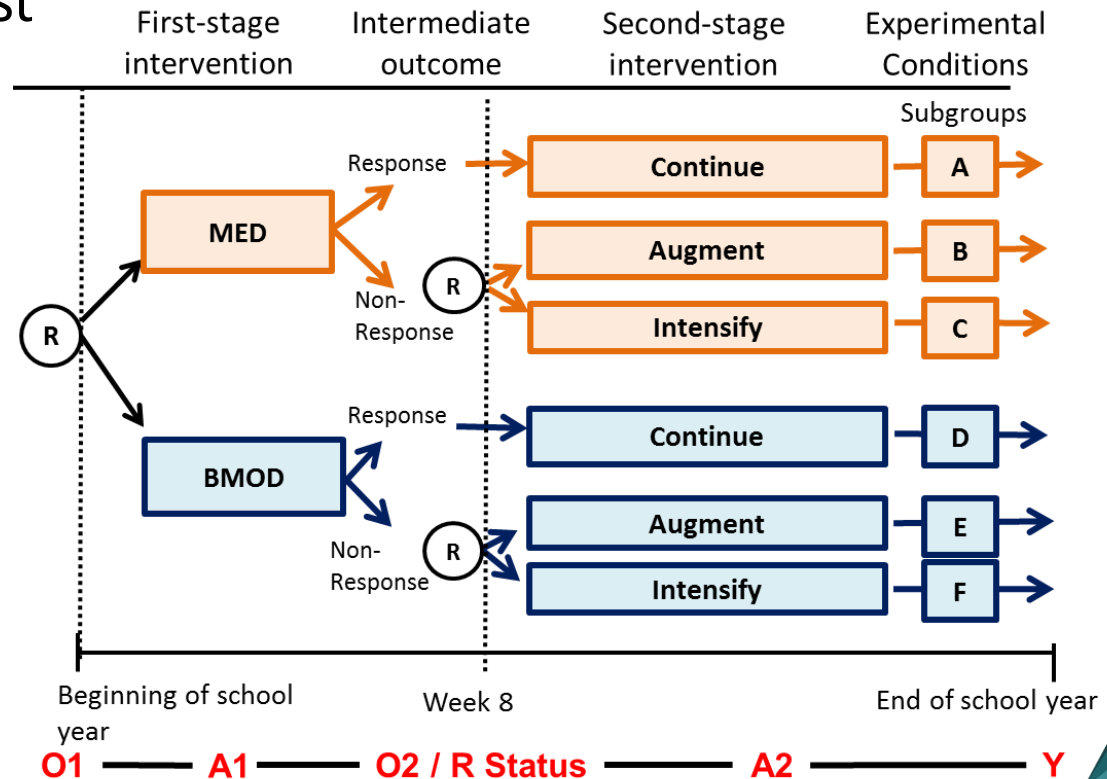 st
First-stage
intervention
Intermediate
outcome
Second-stage
intervention
Experimental
Conditions
Subgroups
Response
Continue
A
MED
Augment
B
R
Non-
Response
Intensify
C
R
Response
Continue
D
BMOD
Augment
E
R
Non-
Response
Intensify
F
Beginning of school
year
Week 8
End of school year
O1
A1
O2 / R Status
A2
Y